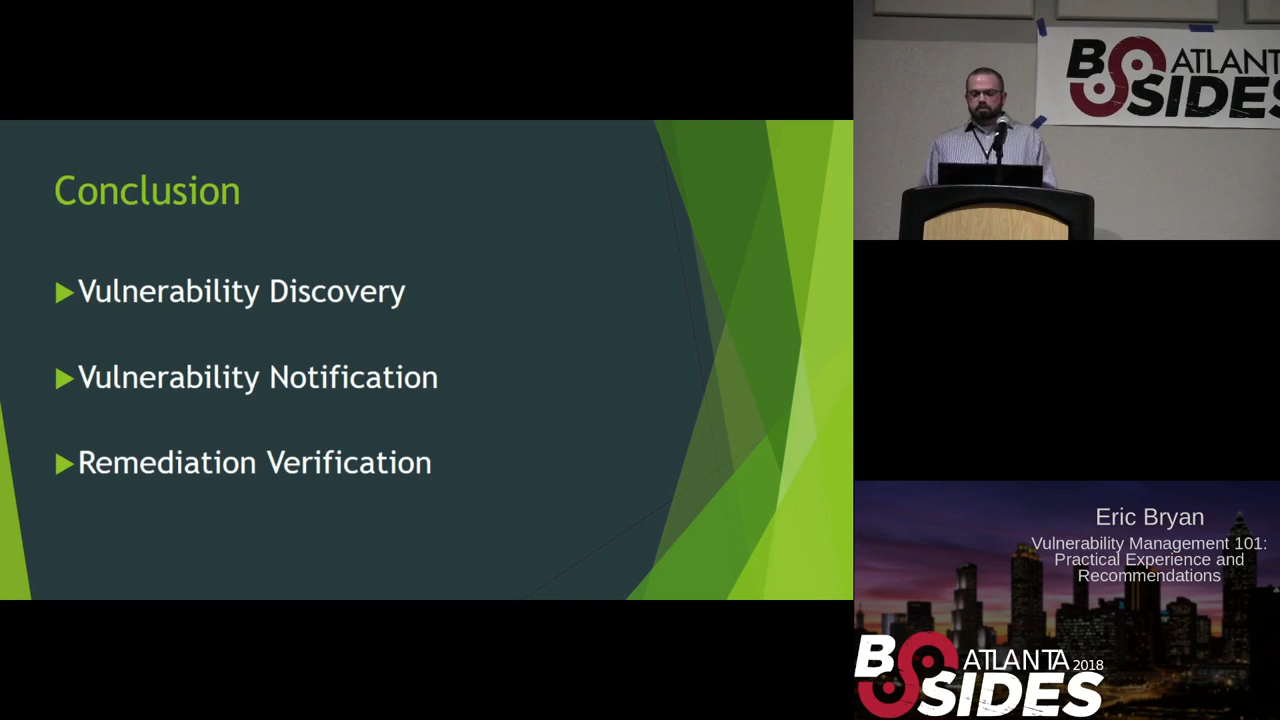 Conclusion
Vulnerability Discovery
Vulnerability Notification
Remediation Verification
BSIDES ATLANT
Eric Bryan
Vulnerability Management 101:
Practical Experience and
Recommendations
BSIDES ATLANTA 2018